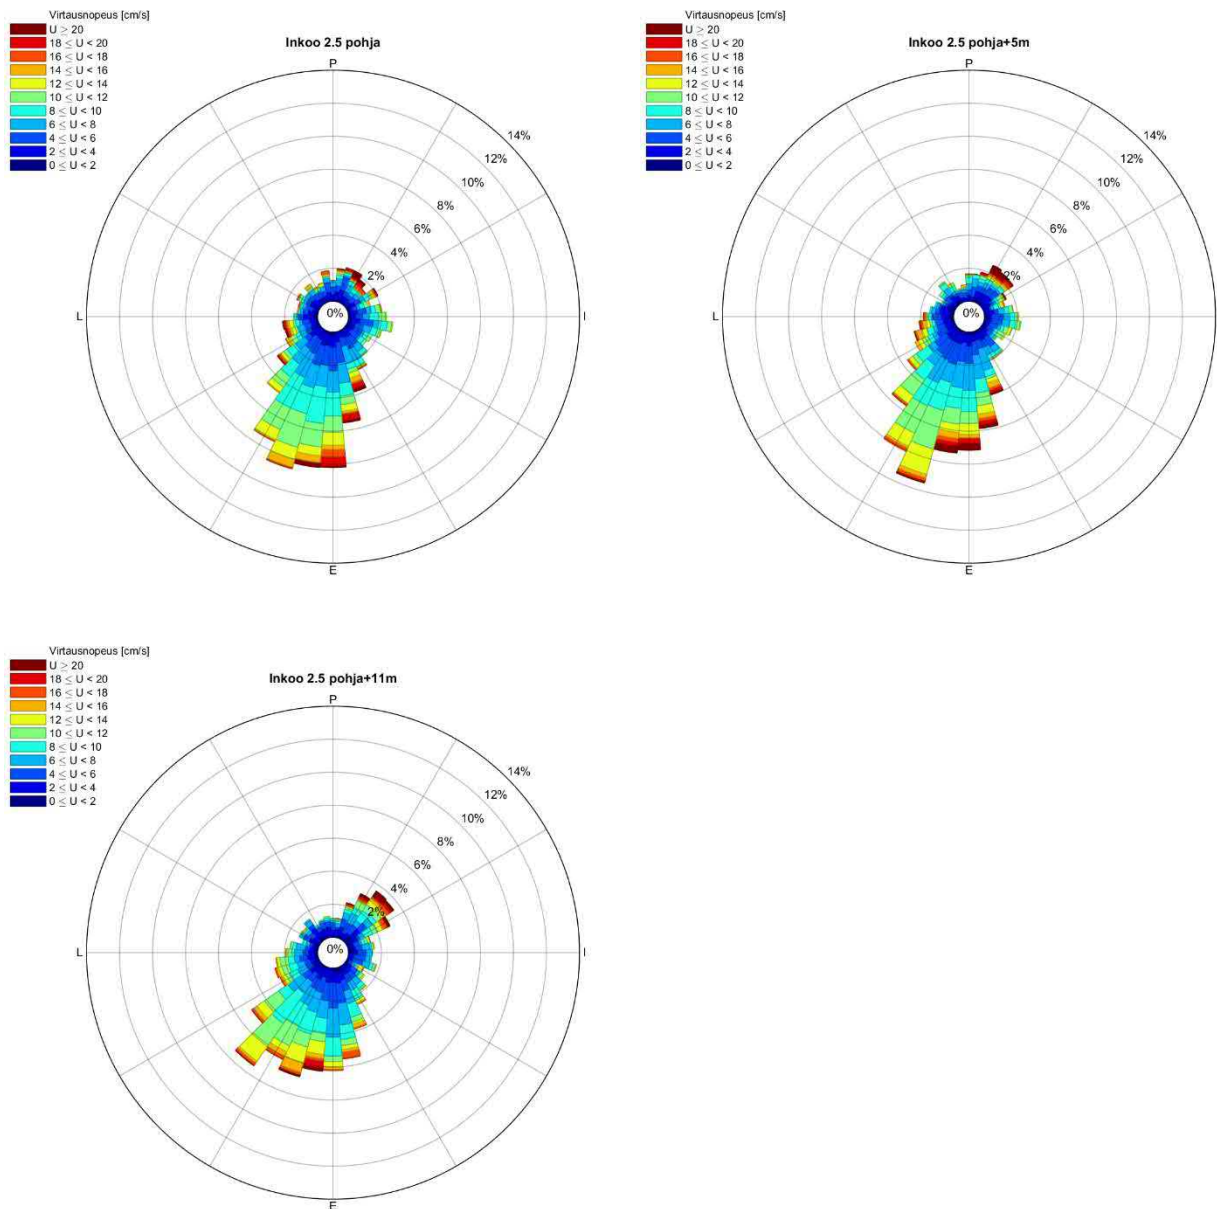 Virtausnopeus [cm/s]
U ≥ 20
18 ≤ U < 20
16 ≤ U < 18
14 ≤ U < 16
12 ≤ U < 14
10 ≤ U < 12
8 ≤ U < 10
6 ≤ U < 8
4 ≤ U < 6
2 ≤ U < 4
0 ≤ U < 2
Inkoo 2.5 pohja
P
14%
12%
10%
8%
6%
4%
2%
0%
L
I
E
Virtausnopeus [cm/s]
U ≥ 20
18 ≤ U < 20
16 ≤ U < 18
14 ≤ U < 16
12 ≤ U < 14
10 ≤ U < 12
8 ≤ U < 10
6 ≤ U < 8
4 ≤ U < 6
2 ≤ U < 4
0 ≤ U < 2
Inkoo 2.5 pohja+5m
P
14%
12%
10%
8%
6%
4%
2%
0%
L
E
Virtausnopeus [cm/s]
U ≥ 20
18 ≤ U < 20
16 ≤ U < 18
14 ≤ U < 16
12 ≤ U < 14
10 ≤ U < 12
8 ≤ U < 10
6 ≤ U < 8
4 ≤ U < 6
2 ≤ U < 4
0 ≤ U < 2
Inkoo 2.5 pohja+11m
P
14%
12%
10%
8%
6%
4%
2%
0%
L
I
E